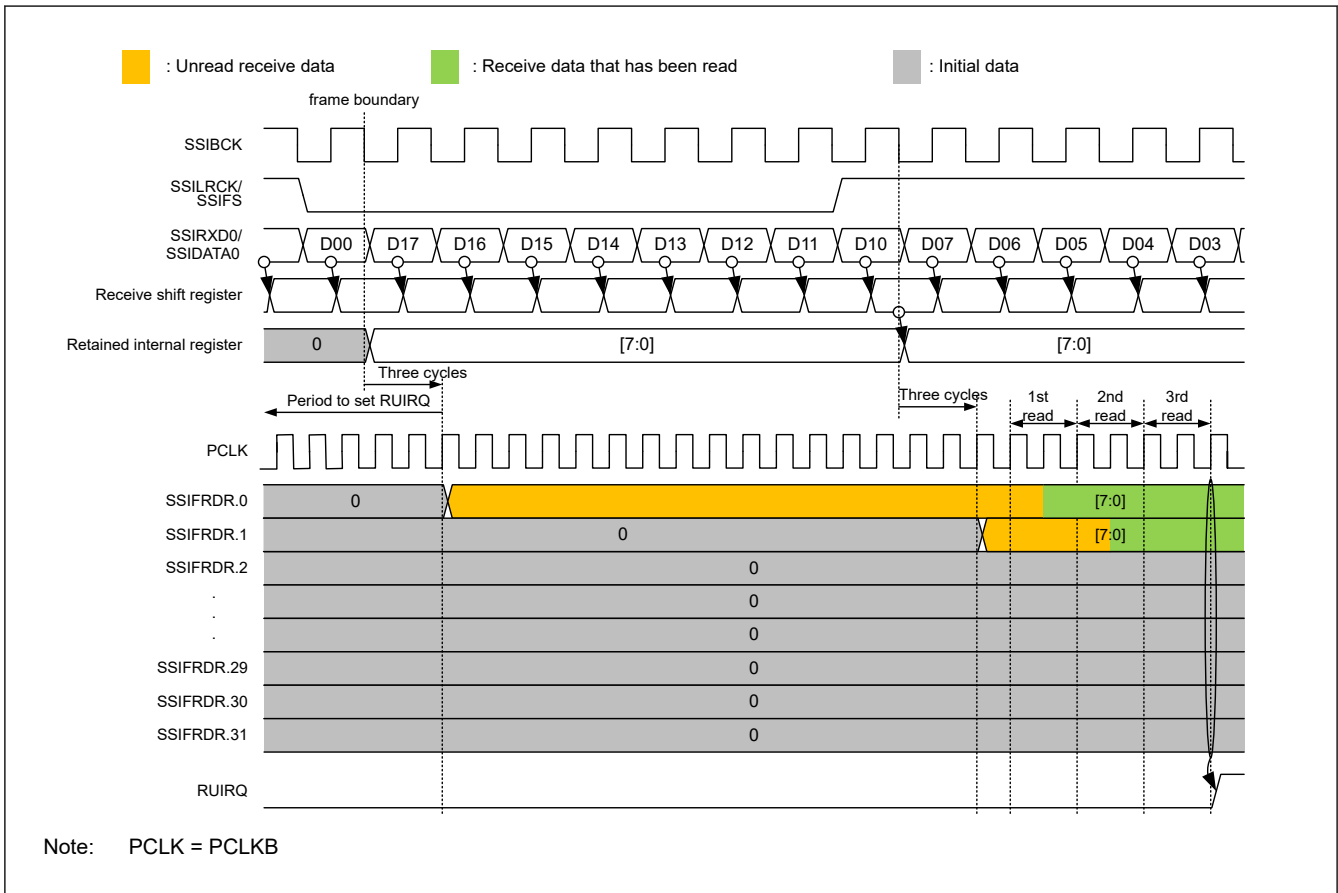 : Unread receive data : Receive data that has been read : Initial data
frame boundary
SSIBCK
SSILRCK/
SSIFS
SSIRXD0/
SSIDATA0
D00 D17 D16 D15 D14 D13 D12 D11 D10 D07 D06 D05 D04 D03
Receive shift register
Retained internal register 0 [7:0] [7:0]
Three cycles Three cycles 1st read 2nd read 3rd read
Period to set RUIRQ
PCLK
SSIFRDR.0 0 [7:0]
SSIFRDR.1 0 [7:0]
SSIFRDR.2 0
. 0
.
. 0
SSIFRDR.29 0
SSIFRDR.30 0
SSIFRDR.31 0
RUIRQ
Note: PCLK = PCLKB